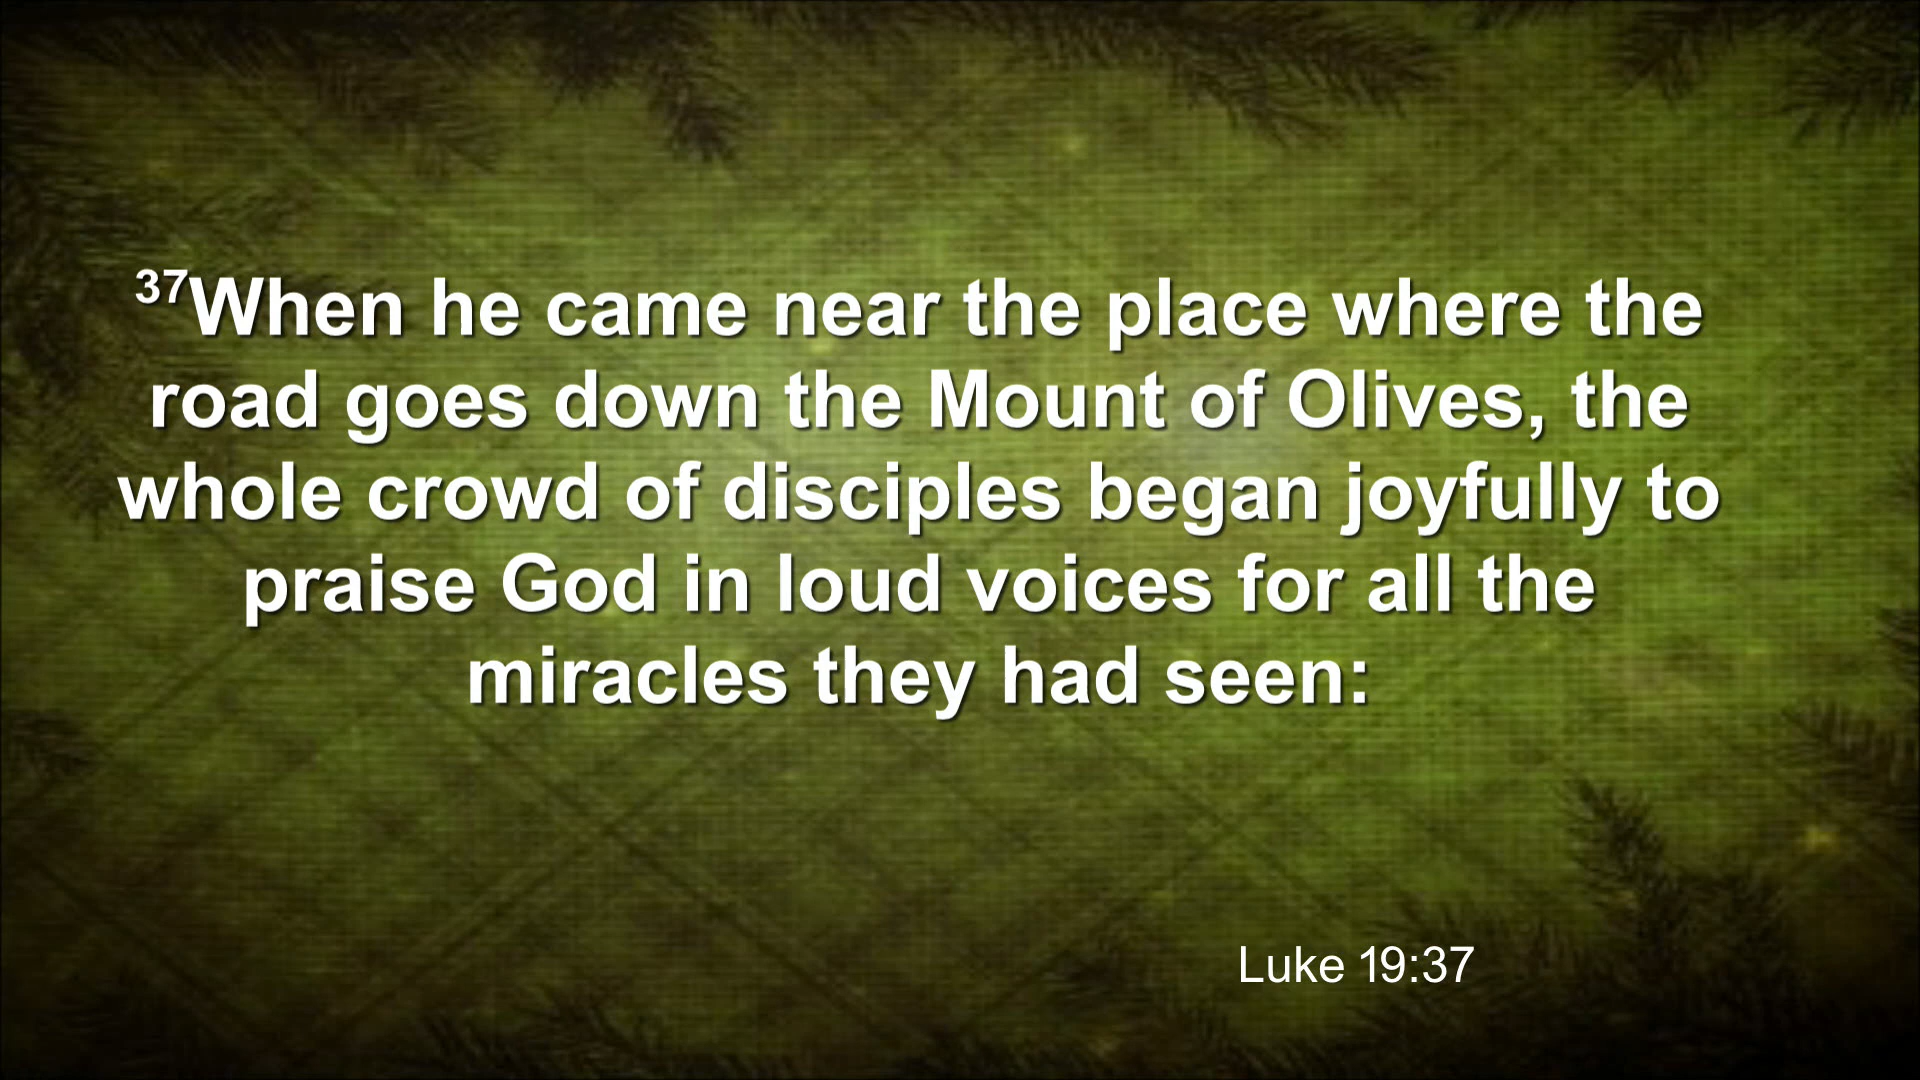 37When he came near the place where the
road goes down the Mount of Olives, the
whole crowd of disciples began joyfully to
praise God in loud voices for all the
miracles they had seen:
Luke 19:37